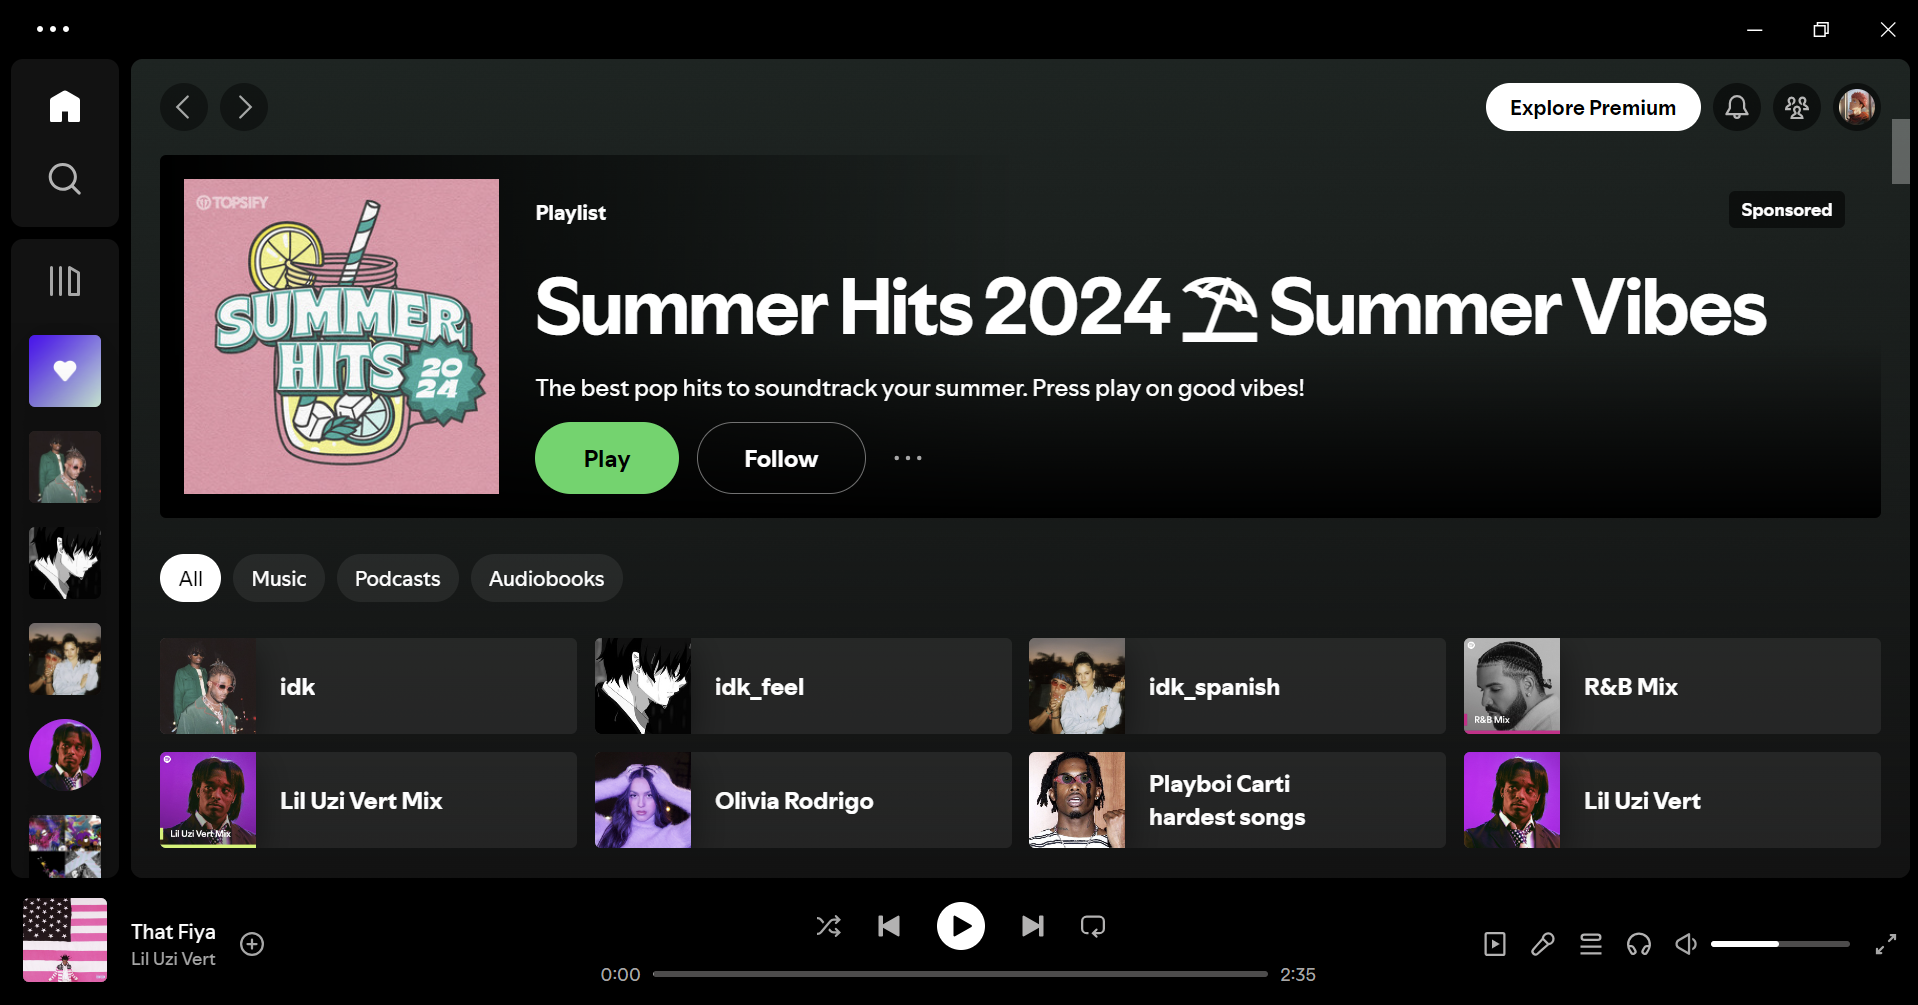 Explore Premium
TOPSIFY
SUMMER
HITS
20
24
Playlist
Sponsored
Summer Hits 2024 ⛱ Summer Vibes
The best pop hits to soundtrack your summer. Press play on good vibes!
Play
Follow
All
Music
Podcasts
Audiobooks
idk
idk_feel
idk_spanish
R&B Mix
R&B Mix
Lil Uzi Vert Mix
Lil Uzi Vert Mix
Olivia Rodrigo
Playboi Carti
hardest songs
Lil Uzi Vert
That Fiya
Lil Uzi Vert
0:00
2:35